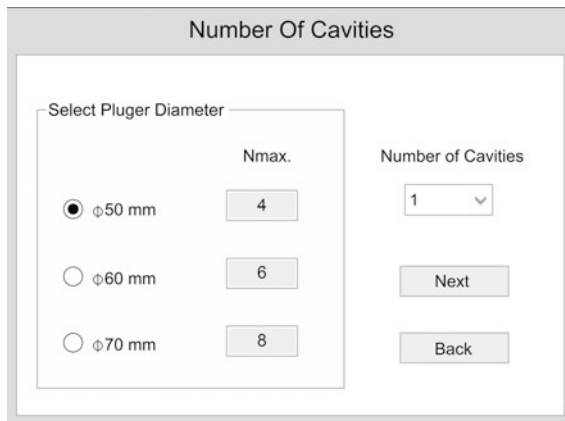 Number Of Cavities
Select Pluger Diameter
Nmax.
Number of Cavities
Φ50 mm
4
1
Φ60 mm
6
Next
Φ70 mm
8
Back